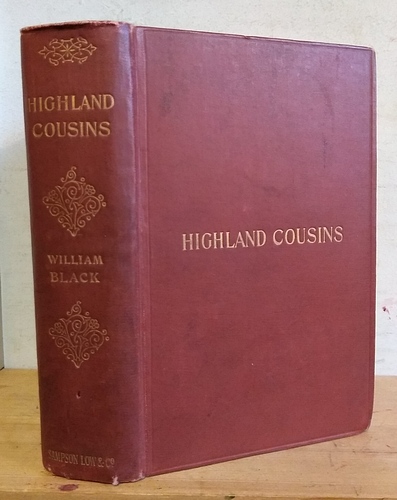 HIGHLAND
COUSINS
WILLIAM
BLACK
SAMPSON LOW & Co
HIGHLAND COUSINS